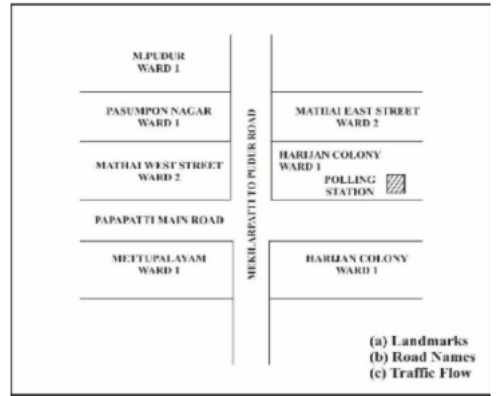 M.PUDUR
WARD 1
PASUMPON NAGAR
WARD 1
MATHAI EAST STREET
WARD 2
MATHAI WEST STREET
WARD 2
HARIJAN COLONY
WARD 1
POLLING
STATION
PAPAPATTI MAIN ROAD
MEKILARPATTI TO PUDUR ROAD
METTUPALAYAM
WARD 1
HARIJAN COLONY
WARD 1
(a) Landmarks
(b) Road Names
(c) Traffic Flow